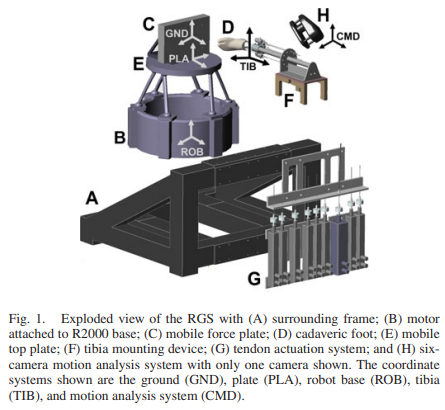 C
GND
D
H
CMD
PLA
E
TIB
F
B
ROB
A
G
Fig. 1. Exploded view of the RGS with (A) surrounding frame; (B) motor
attached to R2000 base; (C) mobile force plate; (D) cadaveric foot; (E) mobile
top plate; (F) tibia mounting device; (G) tendon actuation system; and (H) six-
camera motion analysis system with only one camera shown. The coordinate
systems shown are the ground (GND), plate (PLA), robot base (ROB), tibia
(TIB), and motion analysis system (CMD).